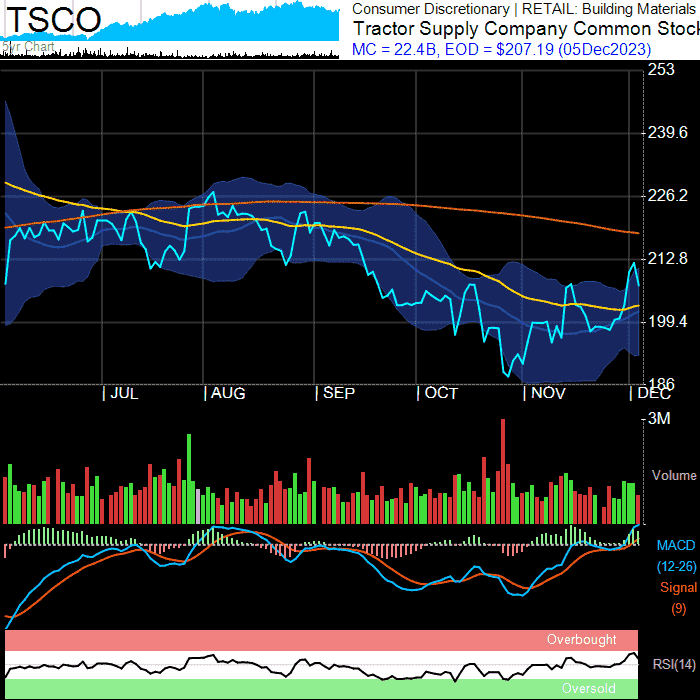 TSCO
5yr Chart
Consumer Discretionary | RETAIL: Building Materials
Tractor Supply Company Common Stock
MC = 22.4B, EOD = $207.19 (05Dec2023)
253
239.6
226.2
212.8
199.4
186
| JUL | AUG | SEP | OCT | NOV | DEC
3M
Volume
MACD
(12-26)
Signal
(9)
Overbought
RSI(14)
Oversold